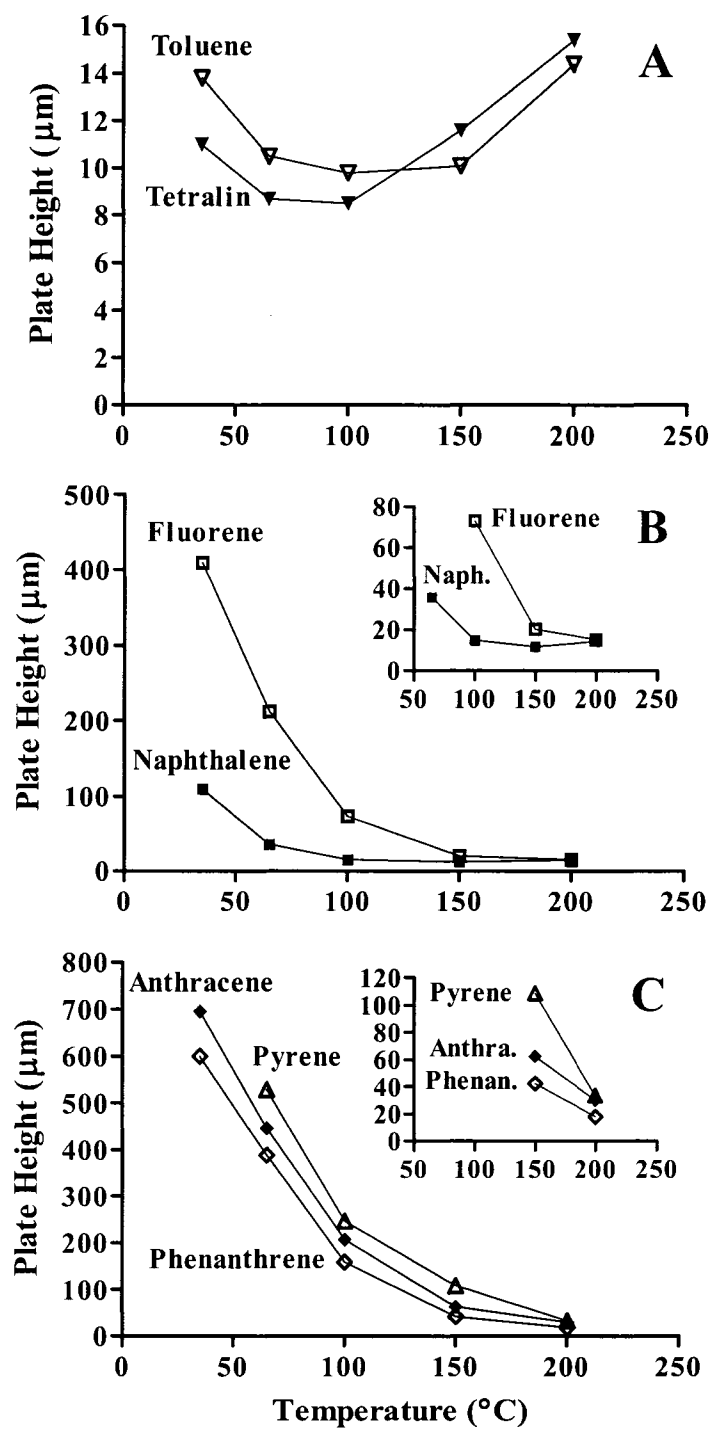 A
Plate Height (µm)
16
14
12
10
8
6
4
2
0
Toluene
Tetralin
0 50 100 150 200 250
B
Plate Height (µm)
500
400
300
200
100
0
Fluorene
Naphthalene
80
60
40
20
0
Fluorene
Naph.
50 100 150 200 250
0 50 100 150 200 250
C
Plate Height (µm)
800
700
600
500
400
300
200
100
0
Anthracene
Pyrene
Phenanthrene
120
100
80
60
40
20
0
Pyrene
Anthra.
Phenan.
50 100 150 200 250
0 50 100 150 200 250
Temperature (°C)